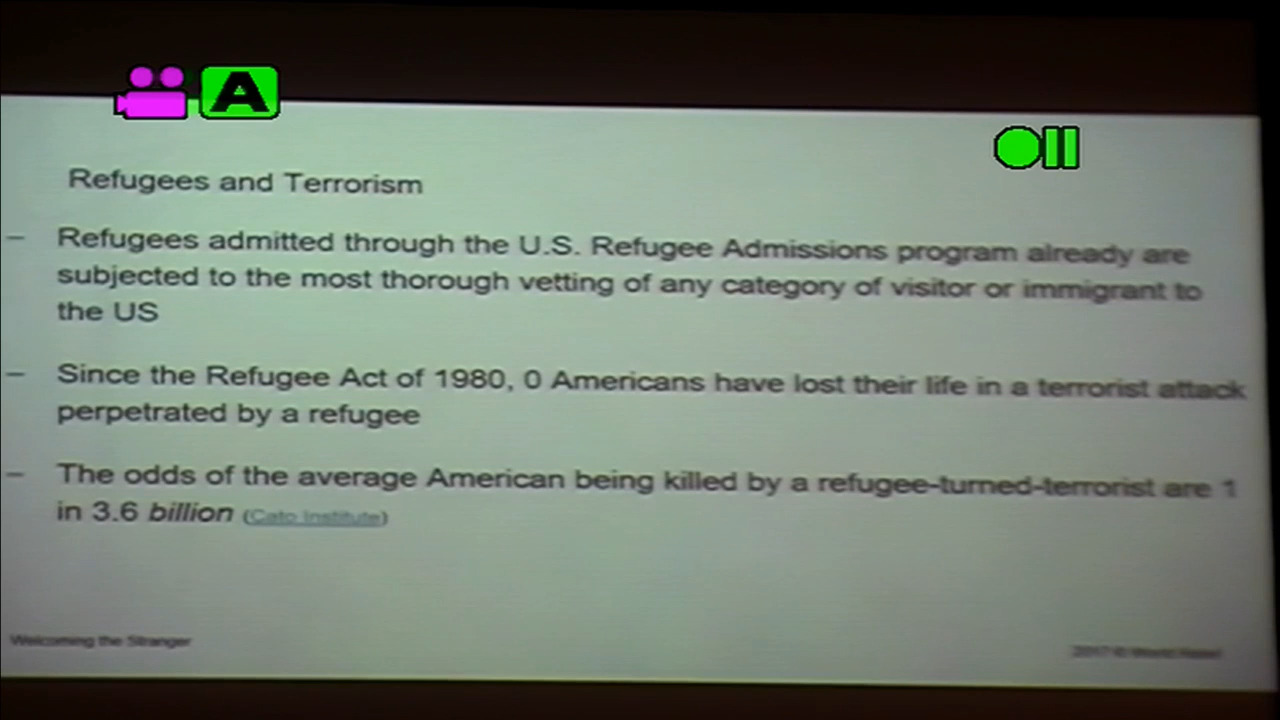 A
Refugees and Terrorism
– Refugees admitted through the U.S. Refugee Admissions program already are
subjected to the most thorough vetting of any category of visitor or immigrant to
the US
– Since the Refugee Act of 1980, 0 Americans have lost their life in a terrorist attack
perpetrated by a refugee
– The odds of the average American being killed by a refugee-turned-terrorist are 1
in 3.6 billion (Cato Institute)
Welcoming the Stranger
2017 © World Relief